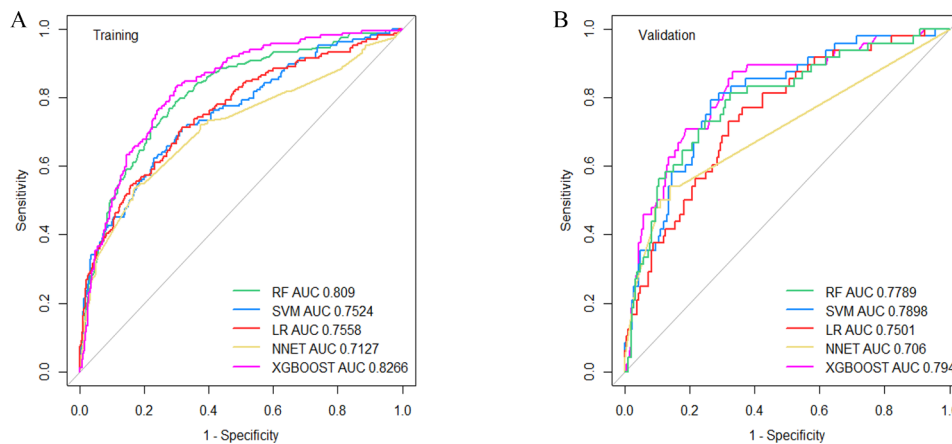 A
Training
Sensitivity
1.0
0.8
0.6
0.4
0.2
0.0
RF AUC 0.809
SVM AUC 0.7524
LR AUC 0.7558
NNET AUC 0.7127
XGBOOST AUC 0.8266
0.0 0.2 0.4 0.6 0.8 1.0
1 - Specificity
B
Validation
Sensitivity
1.0
0.8
0.6
0.4
0.2
0.0
RF AUC 0.7789
SVM AUC 0.7898
LR AUC 0.7501
NNET AUC 0.706
XGBOOST AUC 0.794
0.0 0.2 0.4 0.6 0.8 1.
1 - Specificity